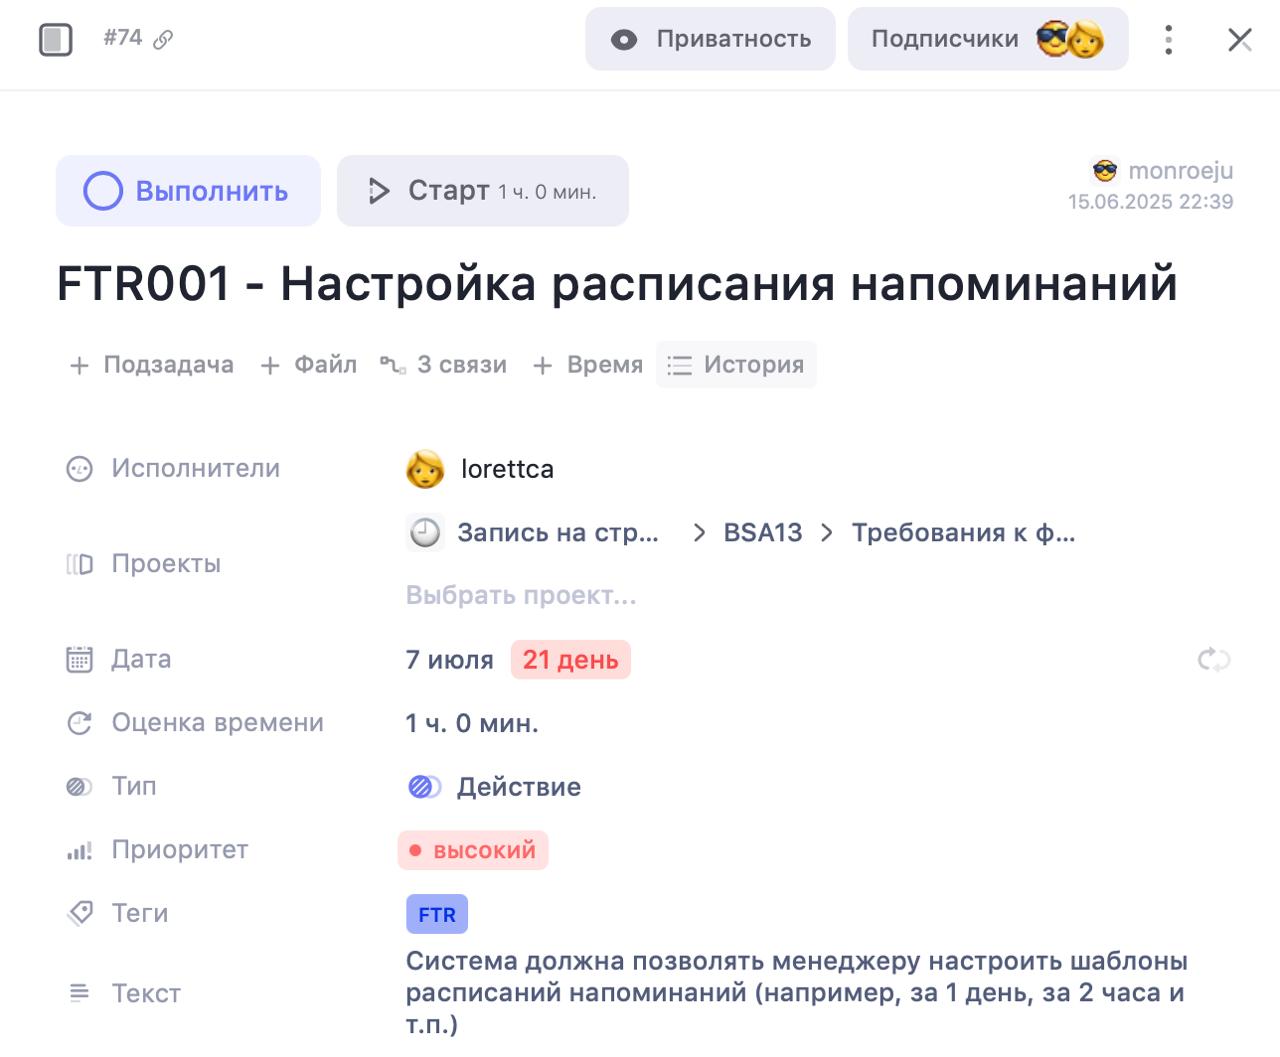 #74
Приватность
Подписчики
Выполнить
Старт 1 ч. 0 мин.
monroeju
15.06.2025 22:39
FTR001 - Настройка расписания напоминаний
+ Подзадача + Файл 3 связи + Время История
Исполнители
lorettca
Проекты
Запись на стр... > BSA13 > Требования к ф...
Выбрать проект...
Дата
7 июля 21 день
Оценка времени
1 ч. 0 мин.
Тип
Действие
Приоритет
высокий
Теги
FTR
Текст
Система должна позволять менеджеру настроить шаблоны
расписаний напоминаний (например, за 1 день, за 2 часа и
т.п.)